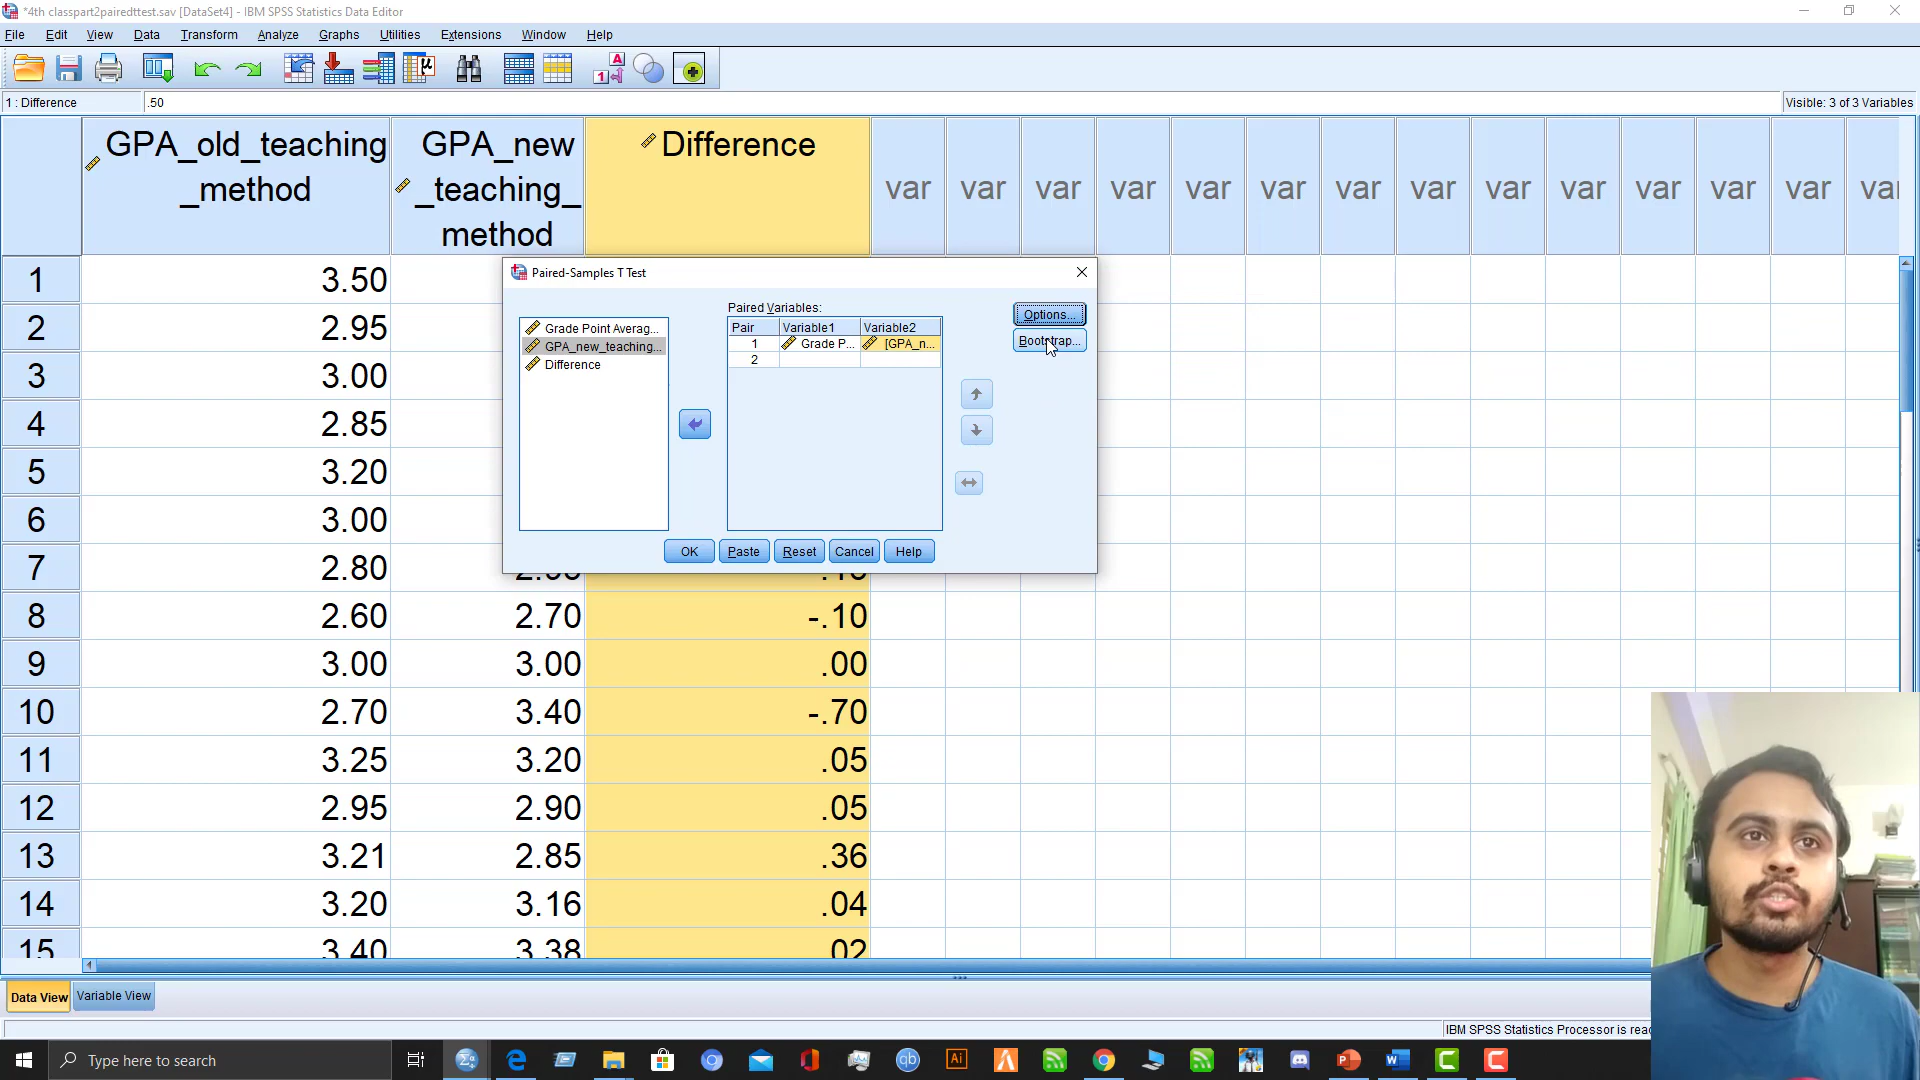 *4th classpart2pairedttest.sav [DataSet4] - IBM SPSS Statistics Data Editor
File Edit View Data Transform Analyze Graphs Utilities Extensions Window Help
1 : Difference .50 Visible: 3 of 3 Variables
GPA_old_teaching
_method
GPA_new
_teaching_
method
Difference
var var var var var var var var var var var var var va
1 3.50
2 2.95
3 3.00
4 2.85
5 3.20
6 3.00
7 2.80
8 2.60 2.70 -.10
9 3.00 3.00 .00
10 2.70 3.40 -.70
11 3.25 3.20 .05
12 2.95 2.90 .05
13 3.21 2.85 .36
14 3.20 3.16 .04
15 3.40 3.38 .02
Paired-Samples T Test
Grade Point Averag...
GPA_new_teaching...
Difference
Paired Variables:
Pair Variable1 Variable2
1 Grade P... [GPA_n...
2
Options...
Bootstrap...
OK Paste Reset Cancel Help
Data View Variable View
IBM SPSS Statistics Processor is rea
Type here to search